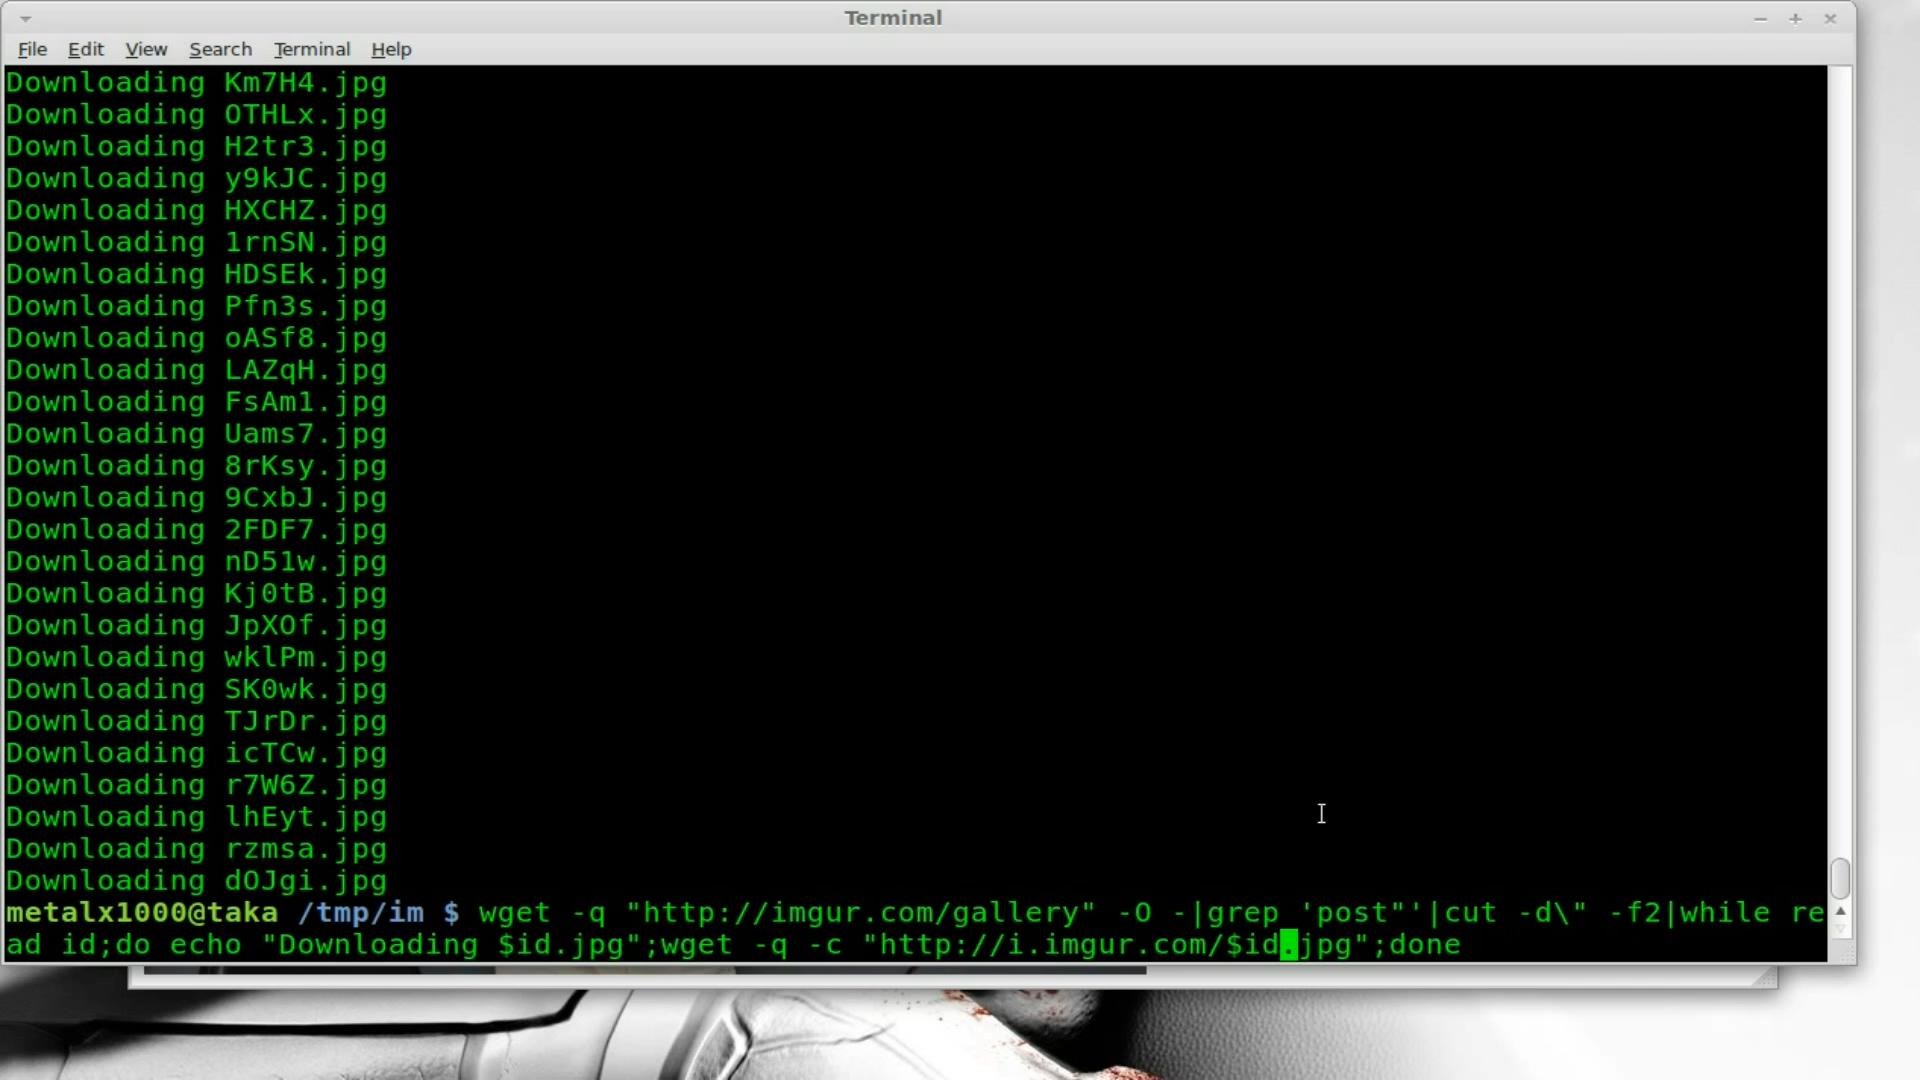 Terminal
File Edit View Search Terminal Help
Downloading Km7H4.jpg
Downloading OTHLx.jpg
Downloading H2tr3.jpg
Downloading y9kJC.jpg
Downloading HXCHZ.jpg
Downloading 1rnSN.jpg
Downloading HDSEk.jpg
Downloading Pfn3s.jpg
Downloading oASf8.jpg
Downloading LAZqH.jpg
Downloading FsAm1.jpg
Downloading Uams7.jpg
Downloading 8rKsy.jpg
Downloading 9CxbJ.jpg
Downloading 2FDF7.jpg
Downloading nD51w.jpg
Downloading Kj0tB.jpg
Downloading JpXOf.jpg
Downloading wklPm.jpg
Downloading SK0wk.jpg
Downloading TJrDr.jpg
Downloading icTCw.jpg
Downloading r7W6Z.jpg
Downloading lhEyt.jpg
Downloading rzmsa.jpg
Downloading dOJgi.jpg
metalx1000@taka /tmp/im $ wget -q "http://imgur.com/gallery" -O -|grep 'post"'|cut -d\" -f2|while re
ad id;do echo "Downloading $id.jpg";wget -q -c "http://i.imgur.com/$id.jpg";done